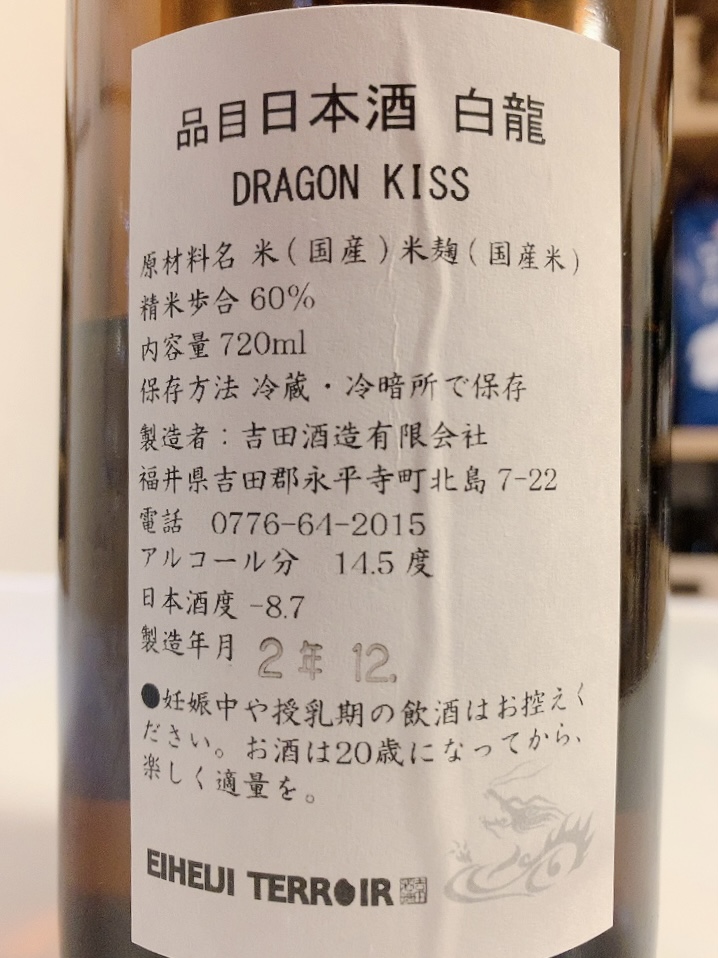 品目日本酒 白龍
DRAGON KISS
原材料名 米(国産)米麹(国産米)
精米歩合 60%
内容量 720ml
保存方法 冷蔵・冷暗所で保存
製造者:吉田酒造有限会社
福井県吉田郡永平寺町北島 7-22
電話 0776-64-2015
アルコール分 14.5 度
日本酒度 -8.7
製造年月 2年 12.
●妊娠中や授乳期の飲酒はお控えく
ださい。お酒は20歳になってから、
楽しく適量を。
EIHEIJI TERROIR